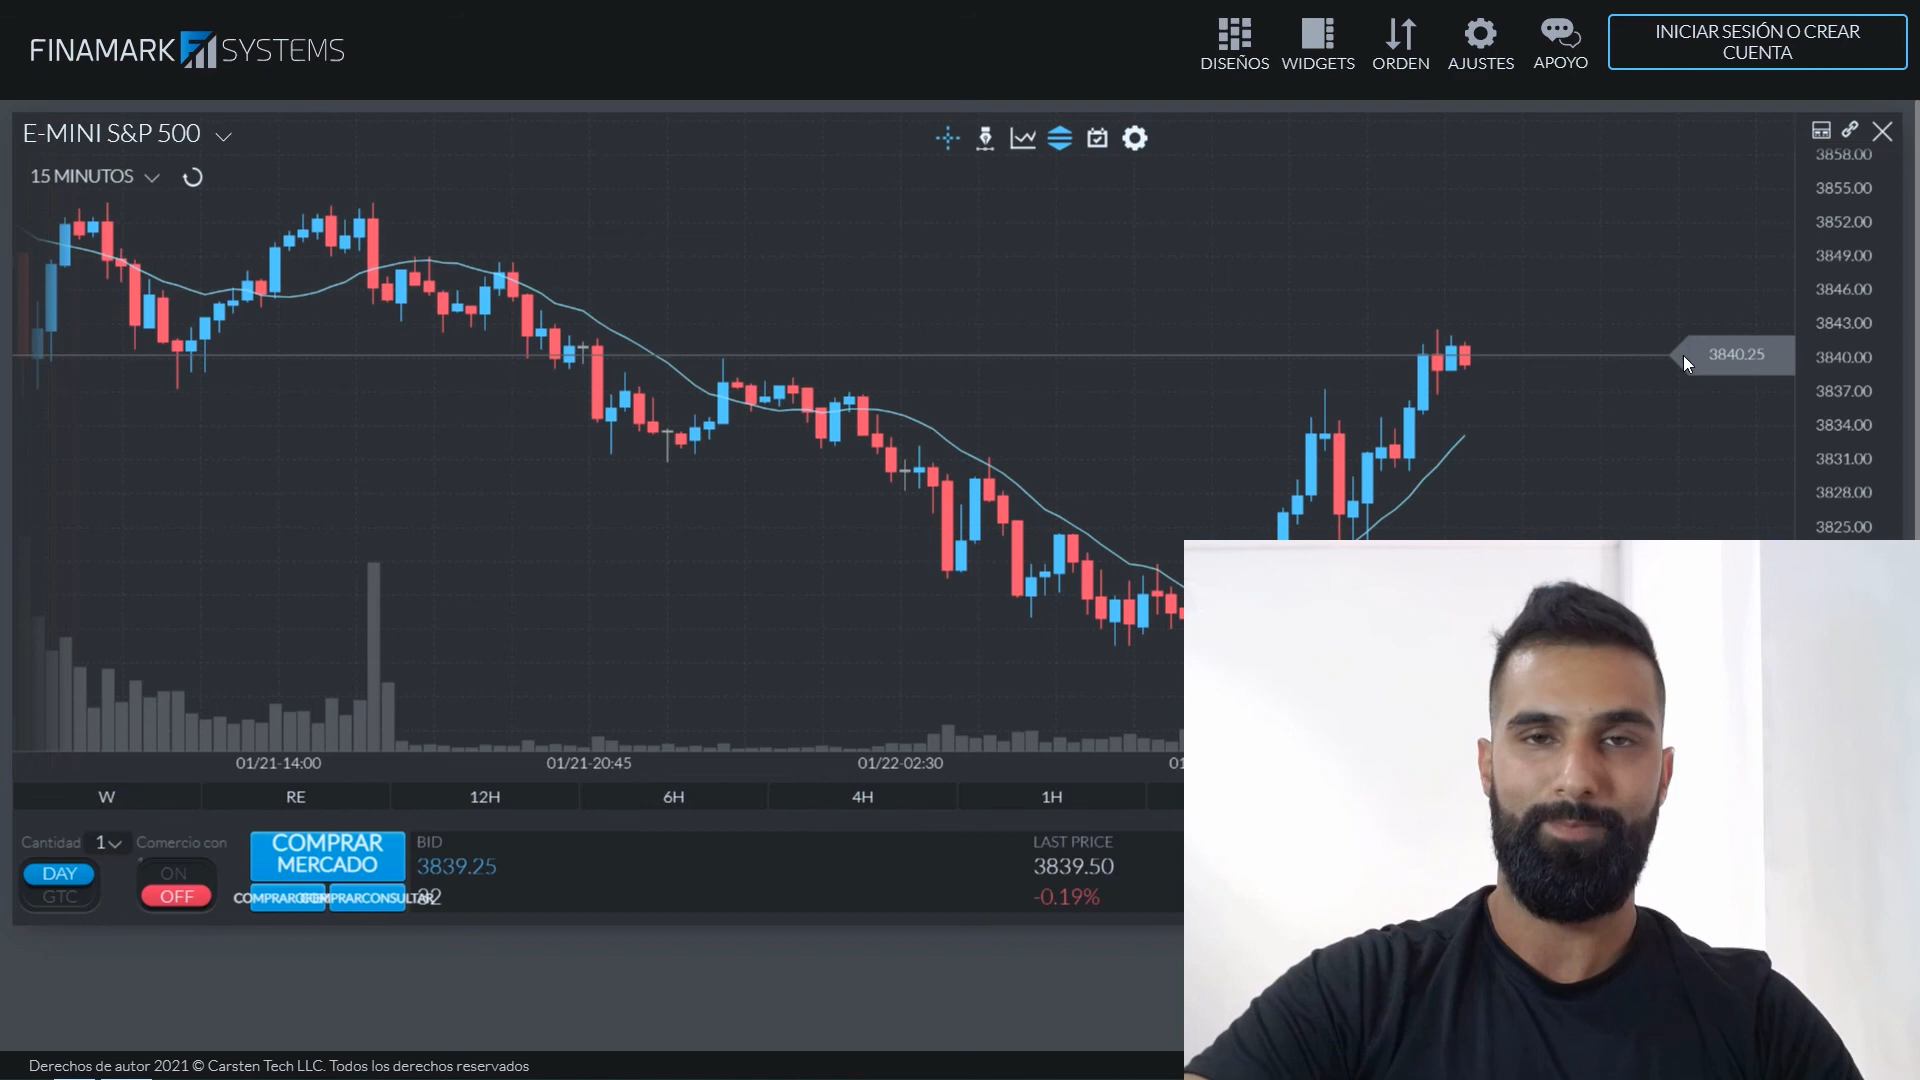 FINAMARK SYSTEMS
DISEÑOS
WIDGETS
ORDEN
AJUSTES
APOYO
INICIAR SESIÓN O CREAR
CUENTA
E-MINI S&P 500
15 MINUTOS
3858.00
3855.00
3852.00
3849.00
3846.00
3843.00
3840.25
3840.00
3837.00
3834.00
3831.00
3828.00
3825.00
01/21-14:00
01/21-20:45
01/22-02:30
W
RE
12H
6H
4H
1H
Cantidad
1
Comercio con
DAY
GTC
ON
OFF
COMPRAR
MERCADO
BID
3839.25
LAST PRICE
3839.50
-0.19%
Derechos de autor 2021 © Carsten Tech LLC. Todos los derechos reservados